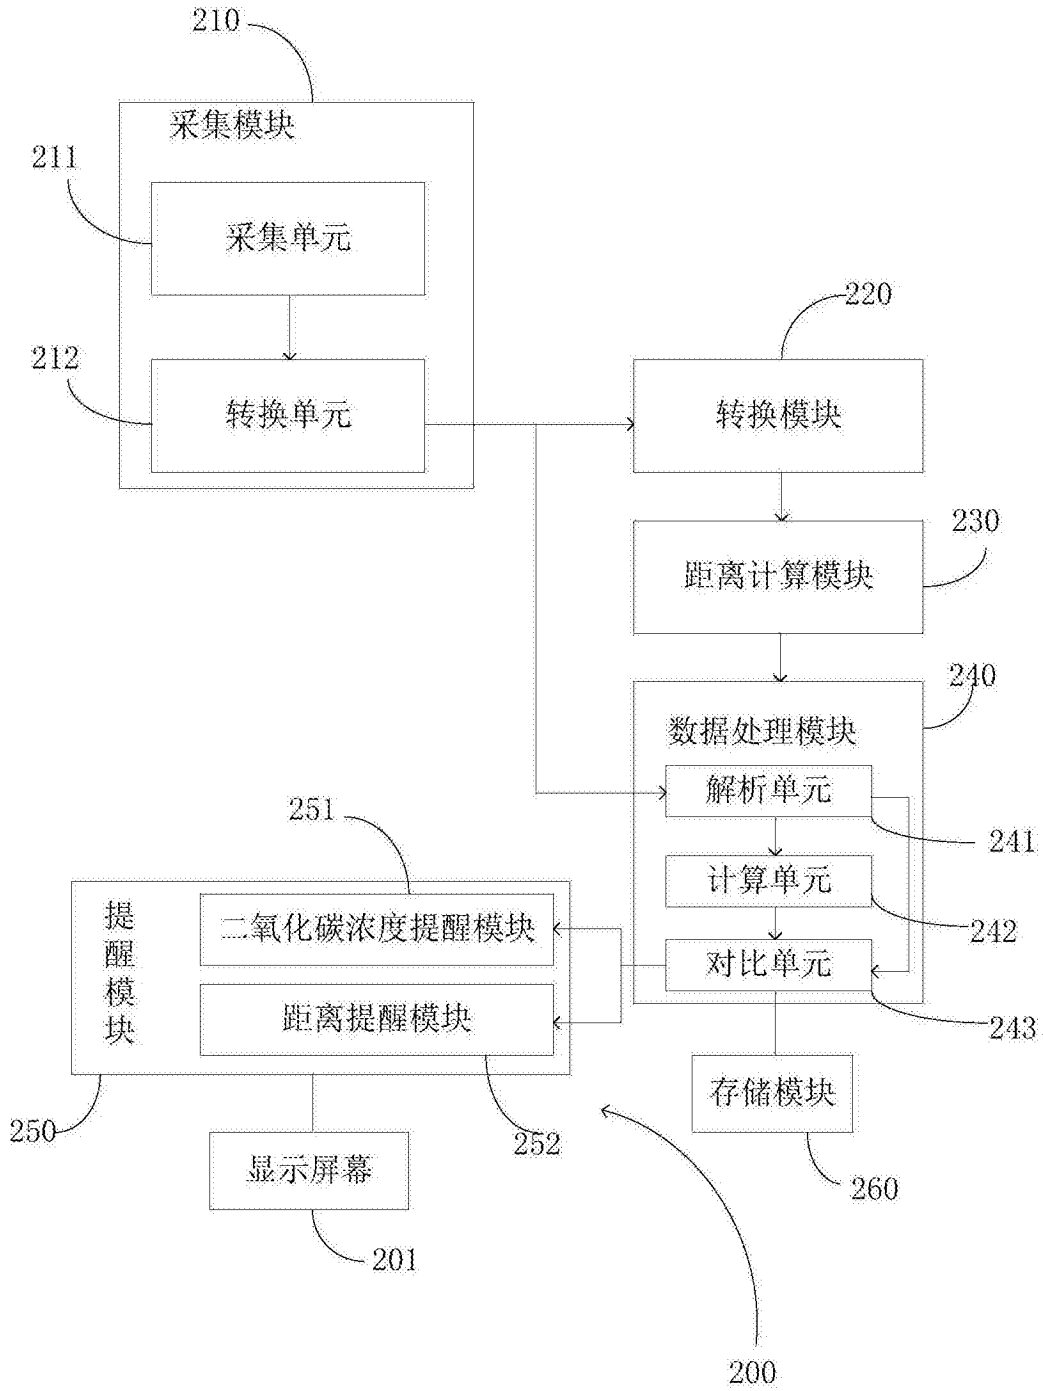 210
采集模块
211
采集单元
220
212
转换单元
转换模块
230
距离计算模块
240
数据处理模块
解析单元
251
241
计算单元
提醒模块
二氧化碳浓度提醒模块
242
对比单元
距离提醒模块
243
存储模块
250
252
显示屏幕
260
201
200